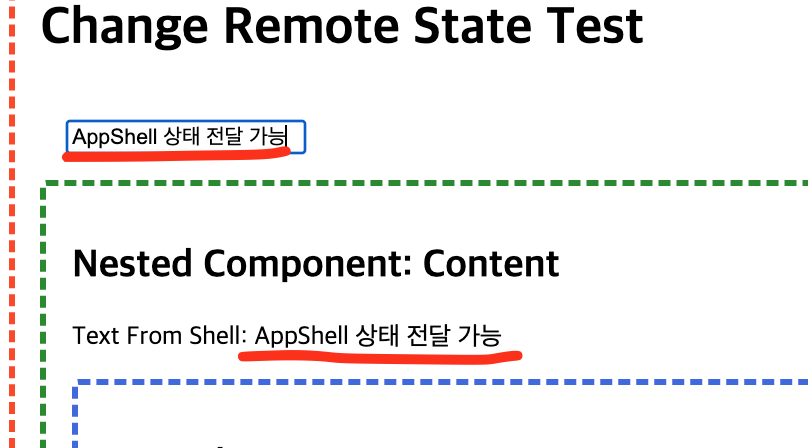 Change Remote State Test
AppShell 상태 전달 가능
Nested Component: Content
Text From Shell: AppShell 상태 전달 가능